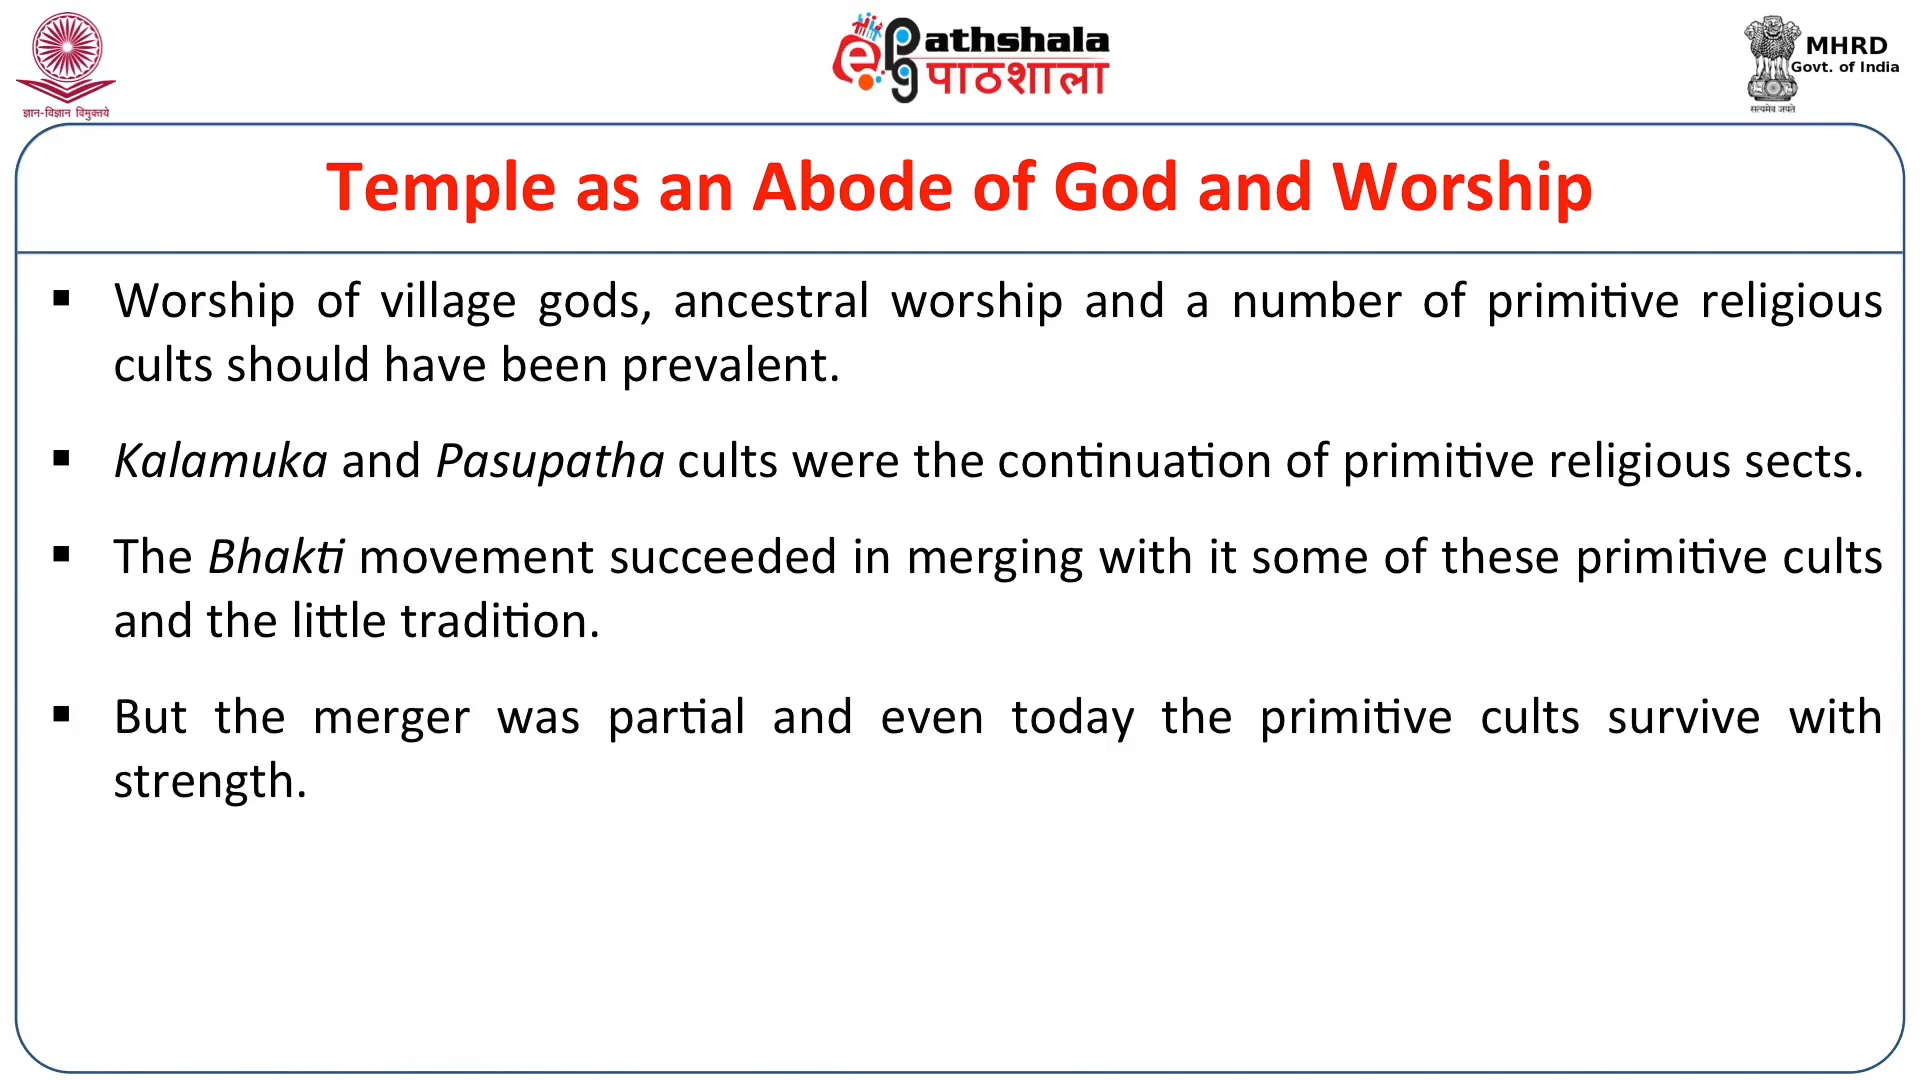 ज्ञान-विज्ञान विमुक्तये
ePG Pathshala
पाठशाला
MHRD
Govt. of India
सत्यमेव जयते
Temple as an Abode of God and Worship
▪ Worship of village gods, ancestral worship and a number of primitive religious
cults should have been prevalent.
▪ Kalamuka and Pasupatha cults were the continuation of primitive religious sects.
▪ The Bhakti movement succeeded in merging with it some of these primitive cults
and the little tradition.
▪ But the merger was partial and even today the primitive cults survive with
strength.